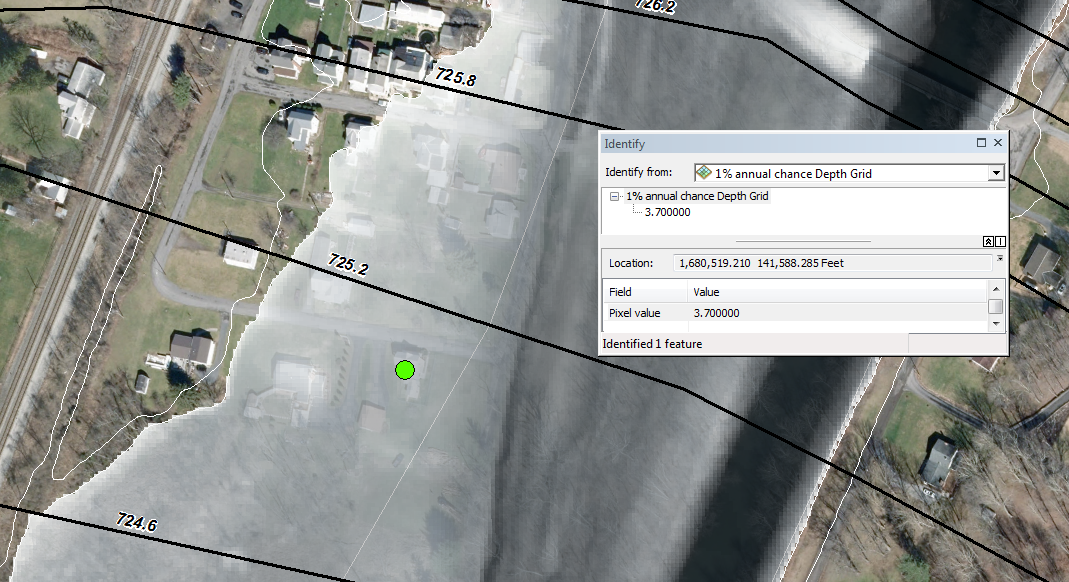 726.2
725.8
Identify
Identify from: 1% annual chance Depth Grid
1% annual chance Depth Grid
3.700000
Location: 1,680,519.210 141,588.285 Feet
Field Value
Pixel value 3.700000
Identified 1 feature
725.2
724.6